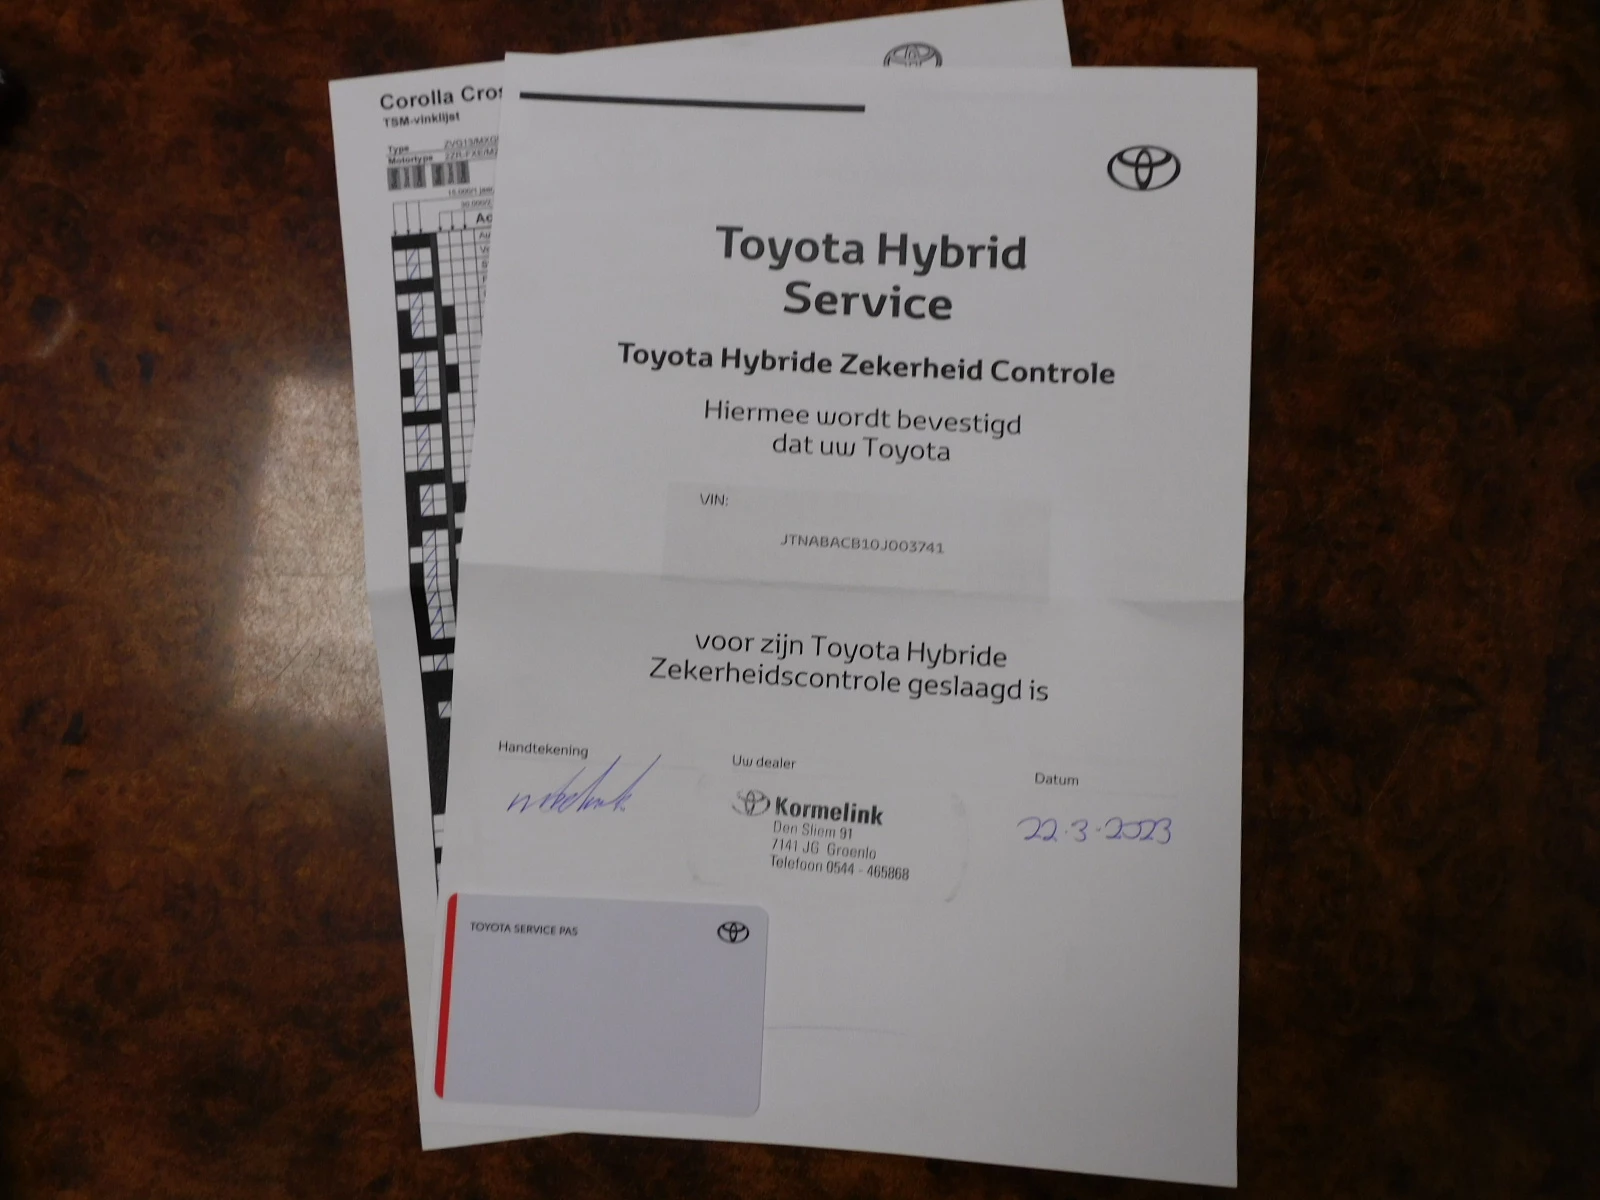 Corolla Cros
TSM-vinklijst
Type
Motortype
Ac
Toyota Hybrid
Service
Toyota Hybride Zekerheid Controle
Hiermee wordt bevestigd
dat uw Toyota
VIN:
JTNABACB10J003741
voor zijn Toyota Hybride
Zekerheidscontrole geslaagd is
Handtekening
Uw dealer
Datum
Kormelink
Den Sliem 91
7141 JG Groenlo
Telefoon 0544 - 465868
22-3-2023
TOYOTA SERVICE PAS